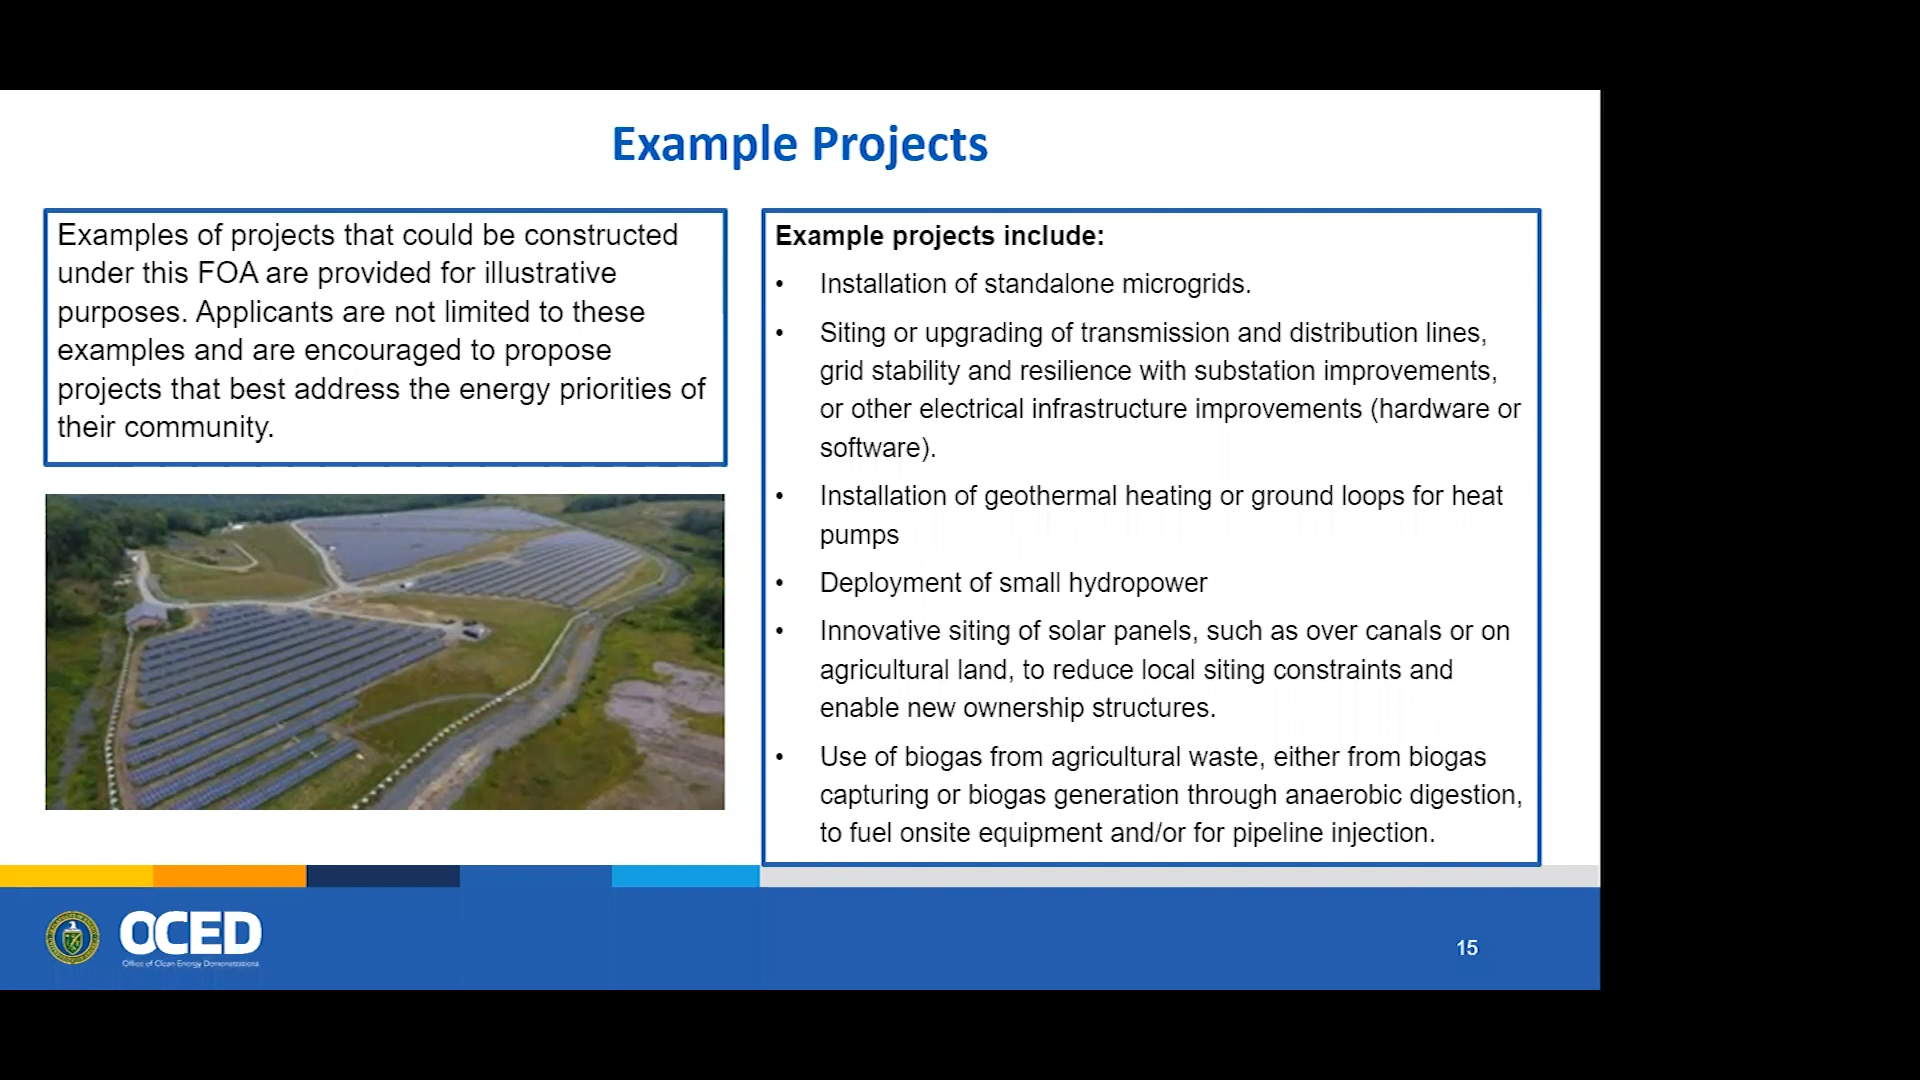 Example Projects
Examples of projects that could be constructed
under this FOA are provided for illustrative
purposes. Applicants are not limited to these
examples and are encouraged to propose
projects that best address the energy priorities of
their community.
Example projects include:
• Installation of standalone microgrids.
• Siting or upgrading of transmission and distribution lines,
grid stability and resilience with substation improvements,
or other electrical infrastructure improvements (hardware or
software).
• Installation of geothermal heating or ground loops for heat
pumps
• Deployment of small hydropower
• Innovative siting of solar panels, such as over canals or on
agricultural land, to reduce local siting constraints and
enable new ownership structures.
• Use of biogas from agricultural waste, either from biogas
capturing or biogas generation through anaerobic digestion,
to fuel onsite equipment and/or for pipeline injection.
OCED
Office of Clean Energy Demonstrations
15